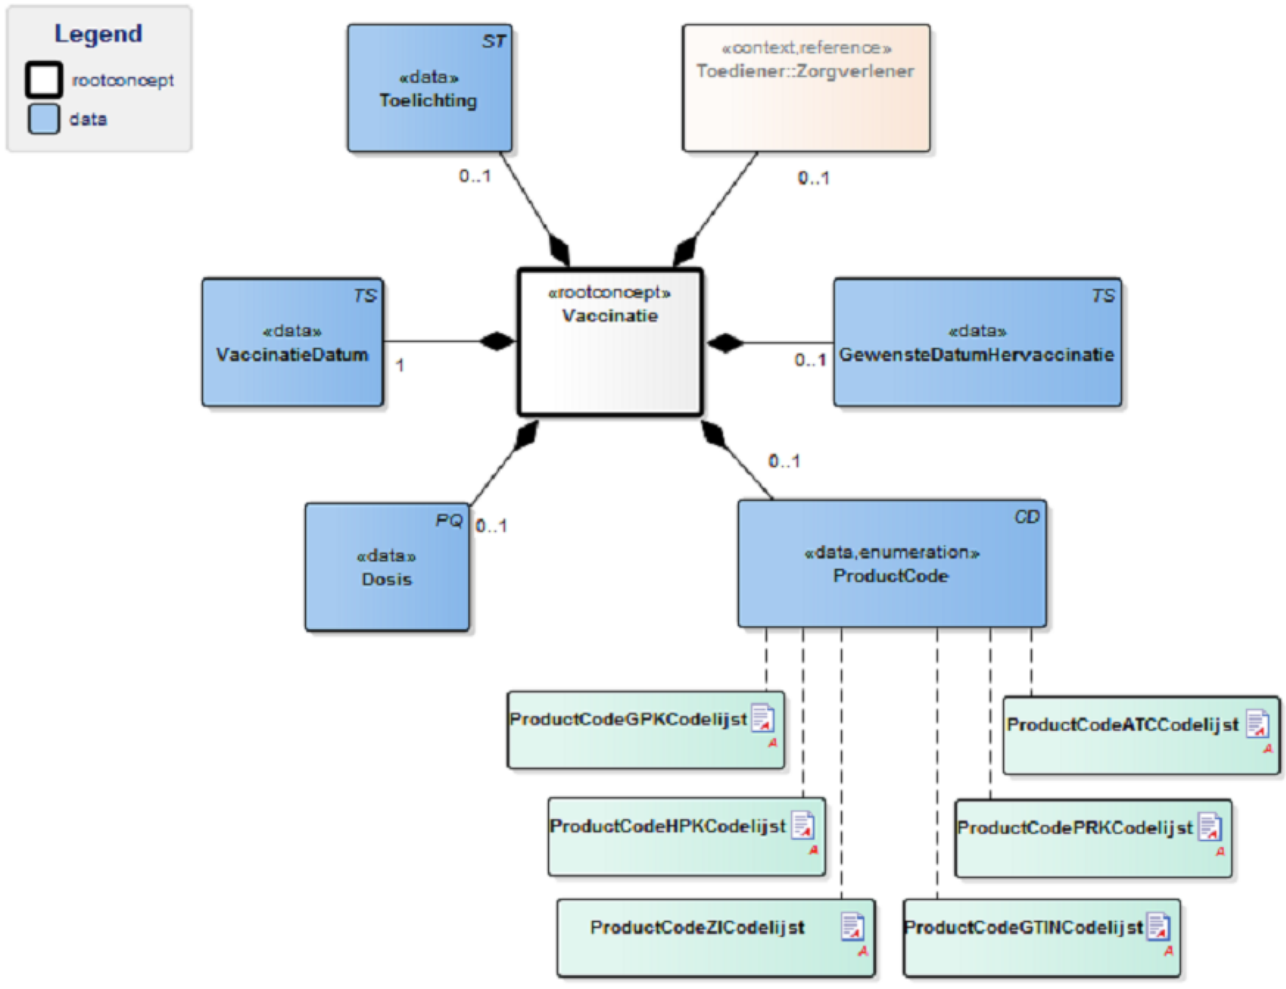 Legend
rootconcept
data
ST
«data»
Toelichting
0..1
«context,reference»
Toediener::Zorgverlener
0..1
TS
«data»
VaccinatieDatum
1
«rootconcept»
Vaccinatie
TS
«data»
GewensteDatumHervaccinatie
0..1
PQ
«data»
Dosis
0..1
0..1
CD
«data,enumeration»
ProductCode
ProductCodeGPKCodelijst
A
ProductCodeATCCodelijst
A
ProductCodeHPKCodelijst
A
ProductCodePRKCodelijst
A
ProductCodeZICodelijst
A
ProductCodeGTINCodelijst
A